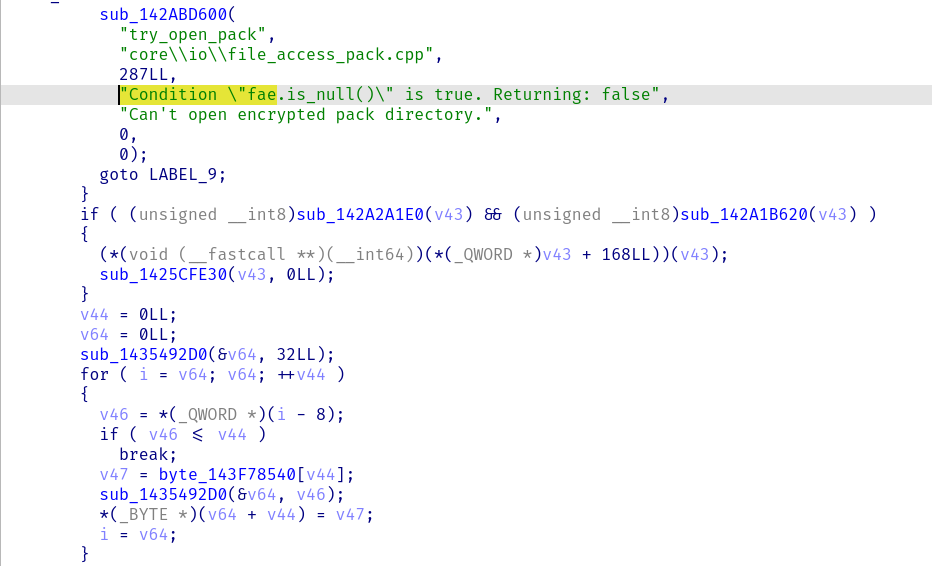 sub_142ABD600(
"try_open_pack",
"core\\io\\file_access_pack.cpp",
287LL,
"Condition \"fae.is_null()\" is true. Returning: false",
"Can't open encrypted pack directory.",
0,
0);
goto LABEL_9;
}
if ( (unsigned __int8)sub_142A2A1E0(v43) && (unsigned __int8)sub_142A1B620(v43) )
{
(*(void (__fastcall **)(__int64))(*(_QWORD *)v43 + 168LL))(v43);
sub_1425CFE30(v43, 0LL);
}
v44 = 0LL;
v64 = 0LL;
sub_1435492D0(&v64, 32LL);
for ( i = v64; v64; ++v44 )
{
v46 = *(_QWORD *)(i - 8);
if ( v46 <= v44 )
break;
v47 = byte_143F78540[v44];
sub_1435492D0(&v64, v46);
*(_BYTE *)(v64 + v44) = v47;
i = v64;
}